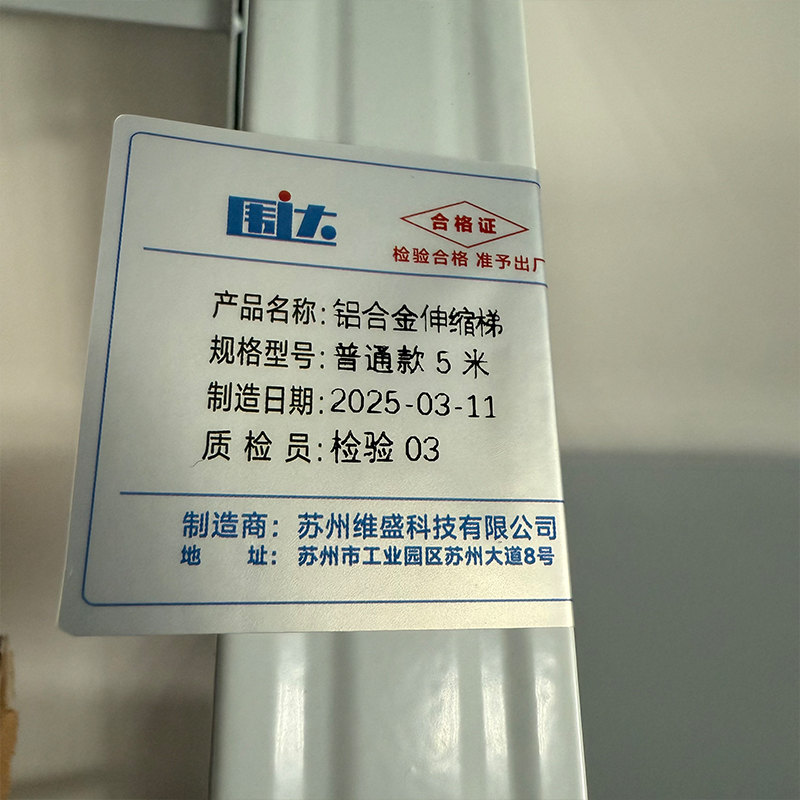 围达
合格证
检验合格 准予出厂
产品名称:铝合金伸缩梯
规格型号:普通款 5 米
制造日期:2025-03-11
质 检 员:检验 03
制造商: 苏州维盛科技有限公司
地 址: 苏州市工业园区苏州大道8号